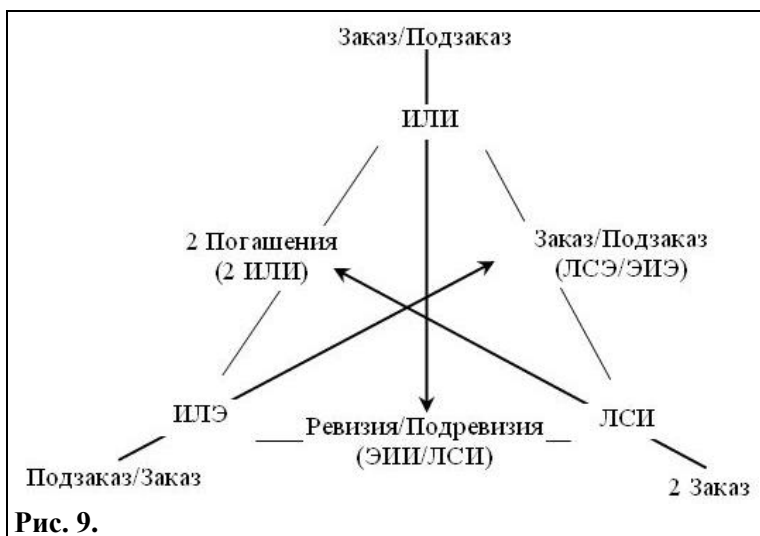 Заказ/Подзаказ
ИЛИ
2 Погашения
(2 ИЛИ)
Заказ/Подзаказ
(ЛСЭ/ЭИЭ)
ИЛЭ
Ревизия/Подревизия
(ЭИИ/ЛСИ)
ЛСИ
Подзаказ/Заказ
2 Заказ
Рис. 9.